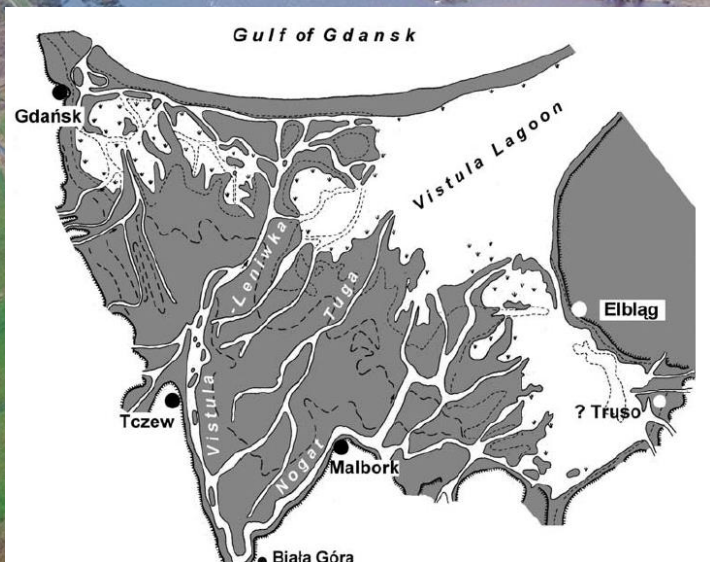 Gulf of Gdansk
Gdańsk
Vistula Lagoon
-Leniwka
Tuga
Elbląg
Vistula
Tczew
? Truso
Nogat
Malbork
Biała Góra